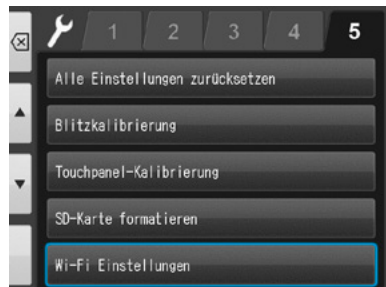 1 2 3 4 5
Alle Einstellungen zurücksetzen
Blitzkalibrierung
Touchpanel-Kalibrierung
SD-Karte formatieren
Wi-Fi Einstellungen